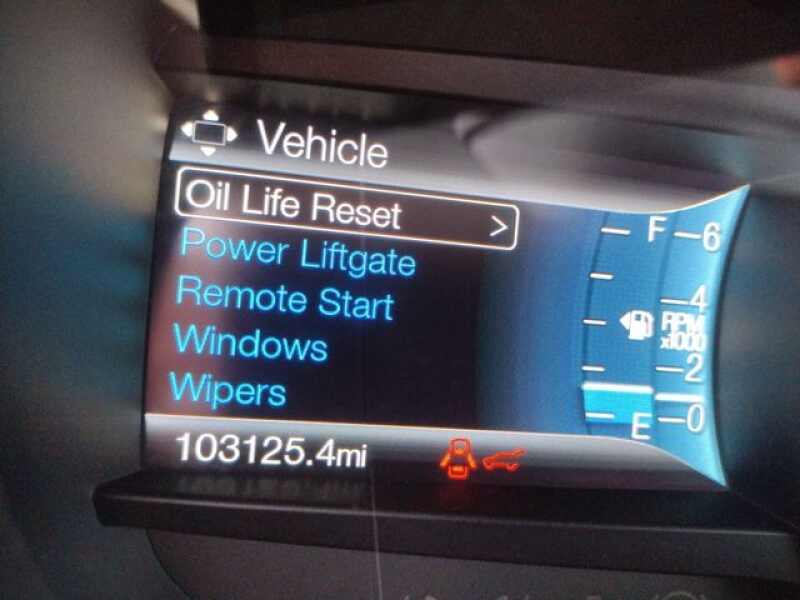 Vehicle
Oil Life Reset >
Power Liftgate
Remote Start
Windows
Wipers
F
6
4
RPM
x1000
2
E
0
103125.4mi